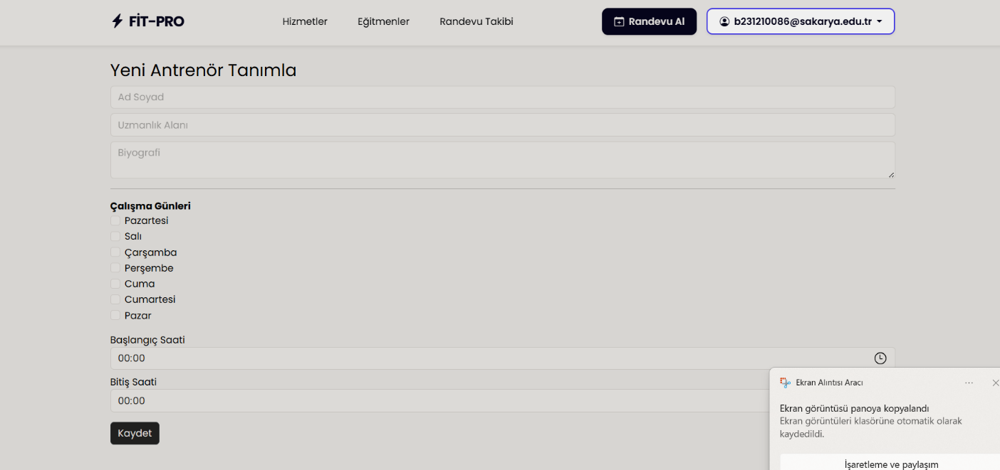 FİT-PRO
Hizmetler
Eğitmenler
Randevu Takibi
Randevu Al
b231210086@sakarya.edu.tr
Yeni Antrenör Tanımla
Ad Soyad
Uzmanlık Alanı
Biyografi
Çalışma Günleri
Pazartesi
Salı
Çarşamba
Perşembe
Cuma
Cumartesi
Pazar
Başlangıç Saati
00:00
Bitiş Saati
00:00
Kaydet
Ekran Alıntısı Aracı
Ekran görüntüsü panoya kopyalandı
Ekran görüntüleri klasörüne otomatik olarak
kaydedildi.
İşaretleme ve paylaşım